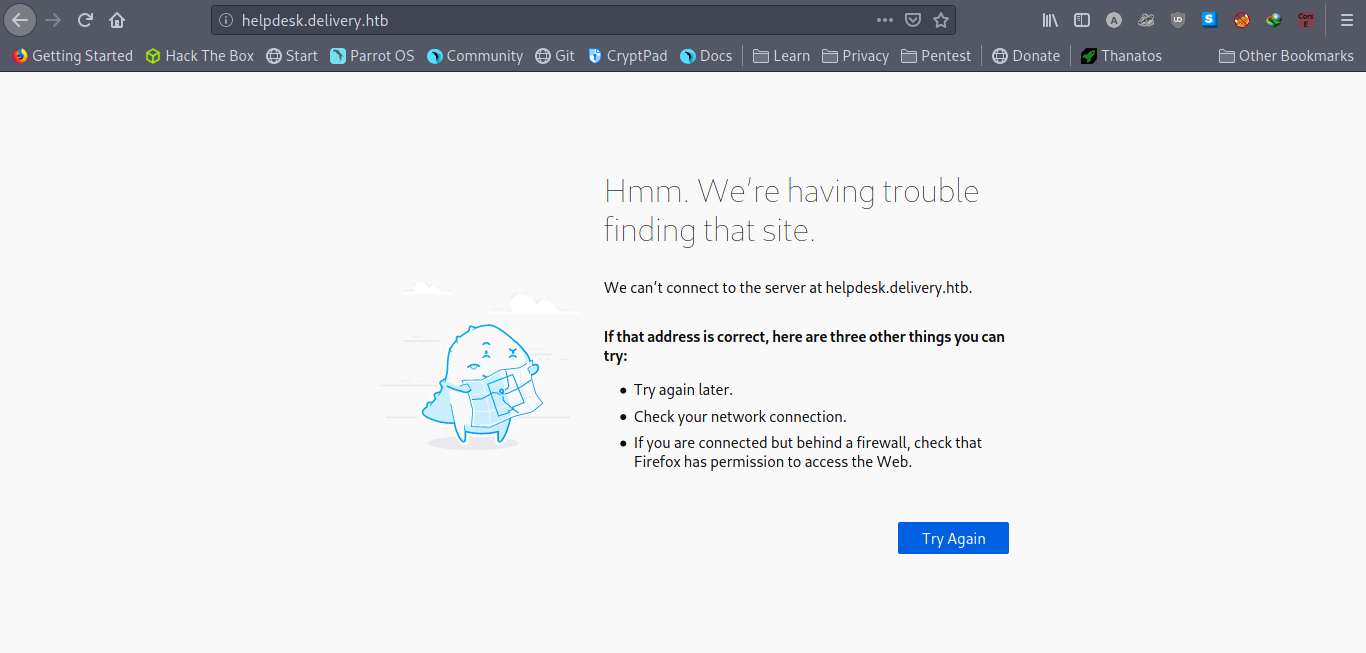 helpdesk.delivery.htb
A
UD
S
Cors
E
Getting Started Hack The Box Start Parrot OS Community Git CryptPad Docs Learn Privacy Pentest Donate Thanatos Other Bookmarks
Hmm. We’re having trouble
finding that site.
We can’t connect to the server at helpdesk.delivery.htb.
If that address is correct, here are three other things you can
try:
• Try again later.
• Check your network connection.
• If you are connected but behind a firewall, check that
Firefox has permission to access the Web.
Try Again